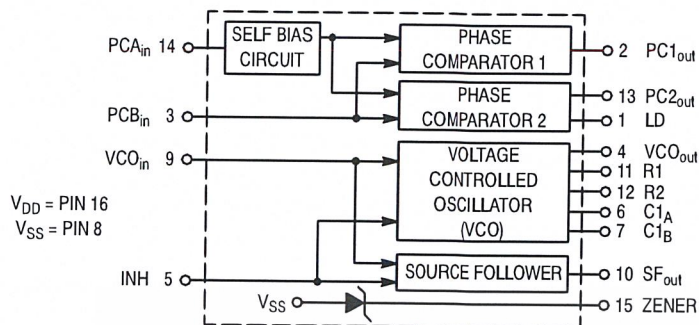 PCAin 14
SELF BIAS
CIRCUIT
PHASE
COMPARATOR 1
2 PC1out
PCBin 3
PHASE
COMPARATOR 2
13 PC2out
1 LD
VCOin 9
VOLTAGE
CONTROLLED
OSCILLATOR
(VCO)
4 VCOout
11 R1
12 R2
6 C1A
7 C1B
VDD = PIN 16
VSS = PIN 8
INH 5
SOURCE FOLLOWER
10 SFout
VSS
15 ZENER